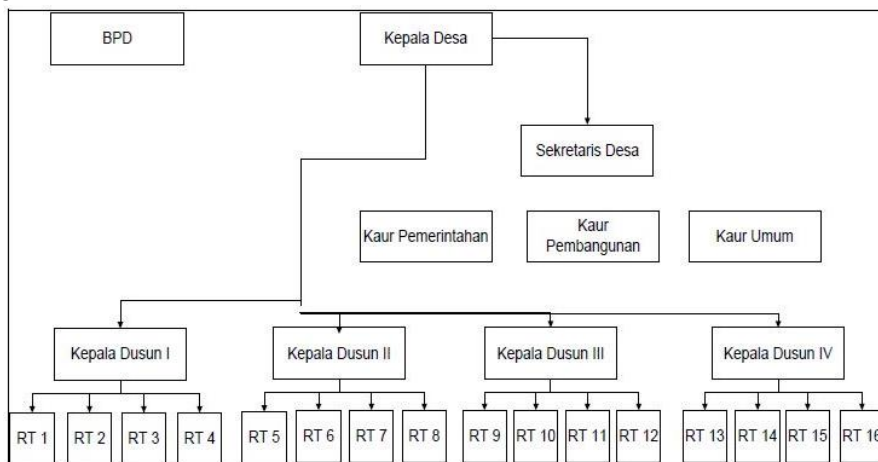 BPD
Kepala Desa
Sekretaris Desa
Kaur Pemerintahan
Kaur
Pembangunan
Kaur Umum
Kepala Dusun I
Kepala Dusun II
Kepala Dusun III
Kepala Dusun IV
RT 1
RT 2
RT 3
RT 4
RT 5
RT 6
RT 7
RT 8
RT 9
RT 10
RT 11
RT 12
RT 13
RT 14
RT 15
RT 16